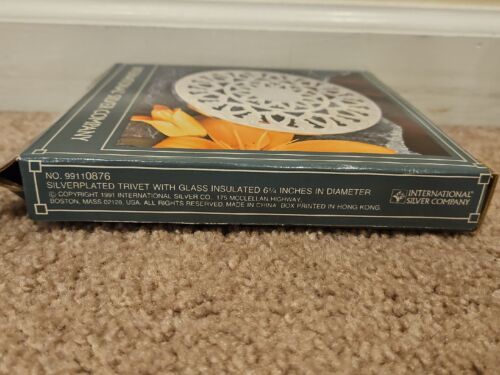 INTERNATIONAL SILVER COMPANY
NO. 99110876
SILVERPLATED TRIVET WITH GLASS INSULATED 6¼ INCHES IN DIAMETER
© COPYRIGHT 1991 INTERNATIONAL SILVER CO., 175 MCCLELLAN HIGHWAY,
BOSTON, MASS 02128, USA. ALL RIGHTS RESERVED. MADE IN CHINA. BOX PRINTED IN HONG KONG.
INTERNATIONAL
SILVER COMPANY